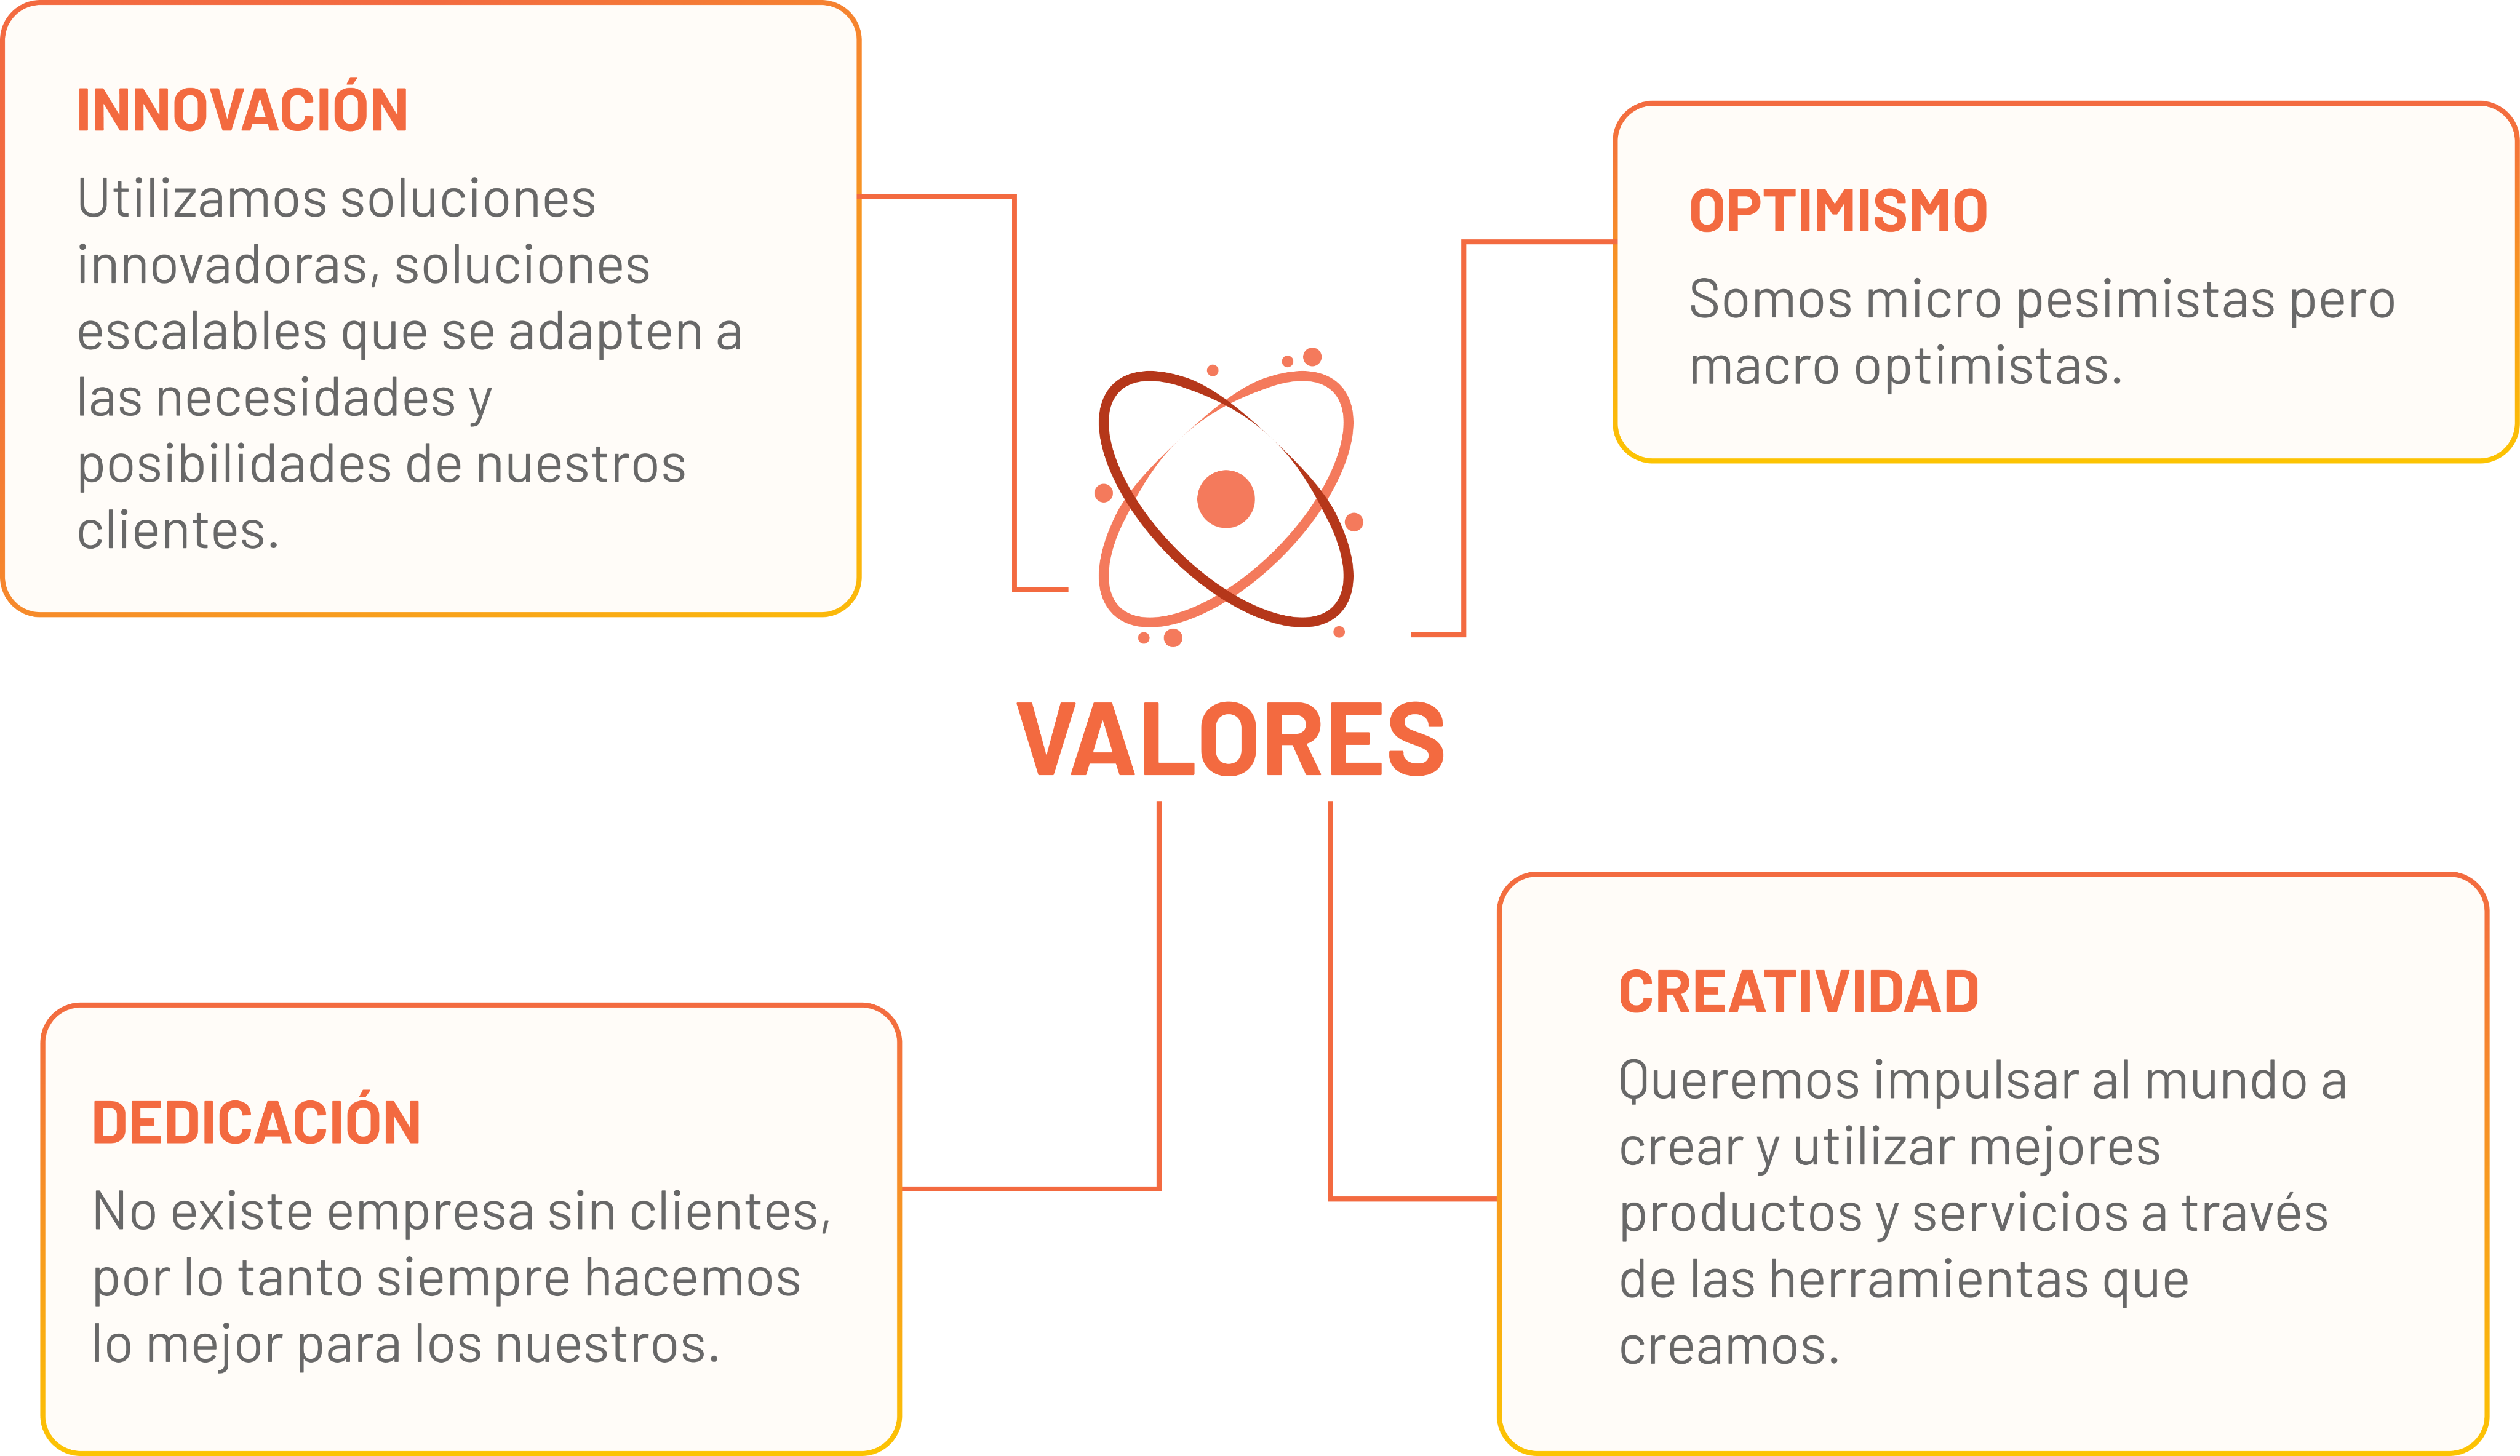 INNOVACIÓN
Utilizamos soluciones
innovadoras, soluciones
escalables que se adapten a
las necesidades y
posibilidades de nuestros
clientes.
OPTIMISMO
Somos micro pesimistas pero
macro optimistas.
VALORES
DEDICACIÓN
No existe empresa sin clientes,
por lo tanto siempre hacemos
lo mejor para los nuestros.
CREATIVIDAD
Queremos impulsar al mundo a
crear y utilizar mejores
productos y servicios a través
de las herramientas que
creamos.